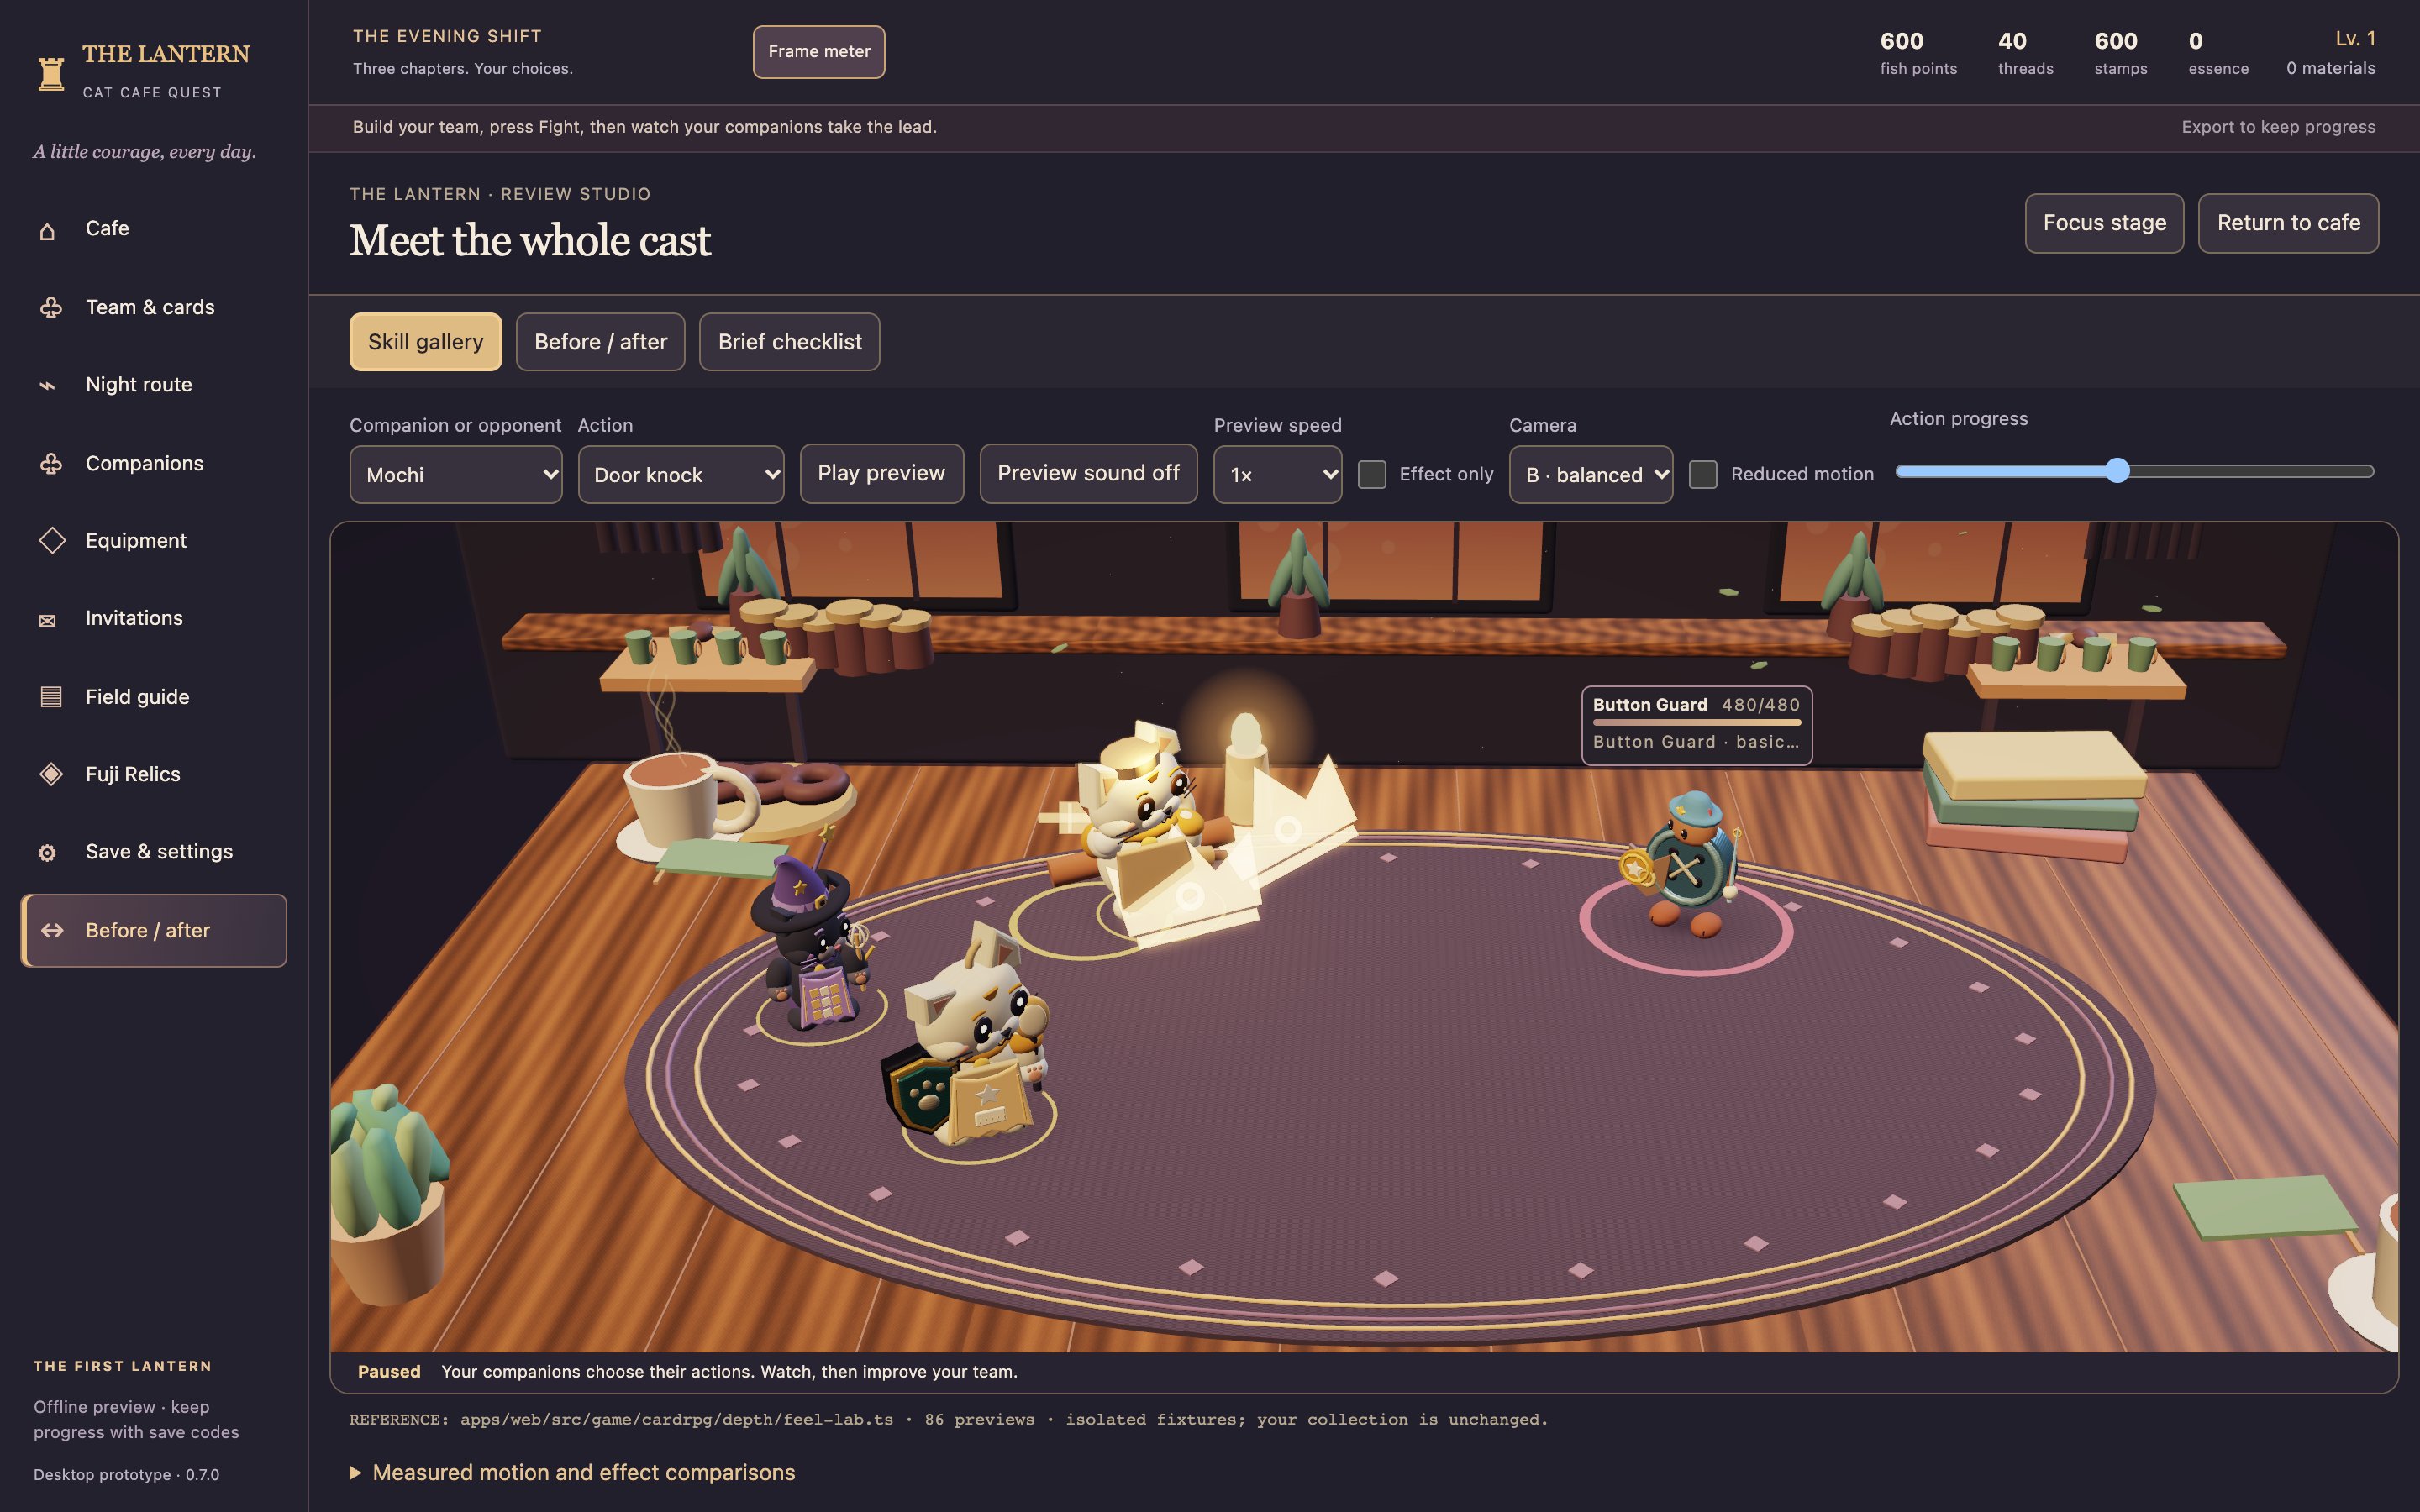 THE LANTERN
CAT CAFE QUEST
A little courage, every day.
Cafe
Team & cards
Night route
Companions
Equipment
Invitations
Field guide
Fuji Relics
Save & settings
Before / after
THE FIRST LANTERN
Offline preview · keep
progress with save codes
Desktop prototype · 0.7.0
THE EVENING SHIFT
Three chapters. Your choices.
Frame meter
600
fish points
40
threads
600
stamps
0
essence
Lv. 1
0 materials
Build your team, press Fight, then watch your companions take the lead.
Export to keep progress
THE LANTERN · REVIEW STUDIO
Meet the whole cast
Focus stage
Return to cafe
Skill gallery
Before / after
Brief checklist
Companion or opponent
Mochi
Action
Door knock
Play preview
Preview sound off
Preview speed
1×
Effect only
Camera
B · balanced
Reduced motion
Action progress
Button Guard 480/480
Button Guard · basic…
Paused Your companions choose their actions. Watch, then improve your team.
REFERENCE: apps/web/src/game/cardrpg/depth/feel-lab.ts · 86 previews · isolated fixtures; your collection is unchanged.
Measured motion and effect comparisons